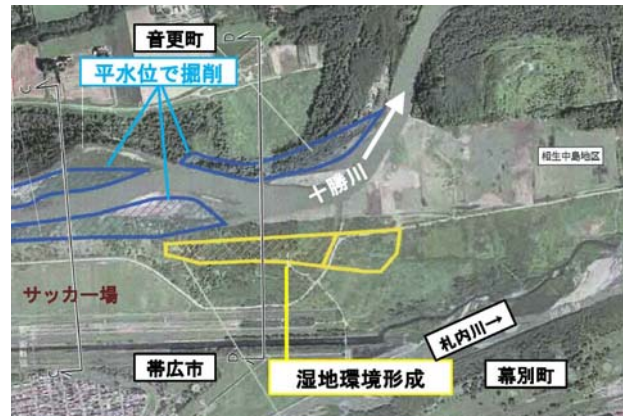 音更町
D
平水位で掘削
C
相生中島地区
十勝川
サッカー場
札内川→
D
帯広市
湿地環境形成
幕別町
C